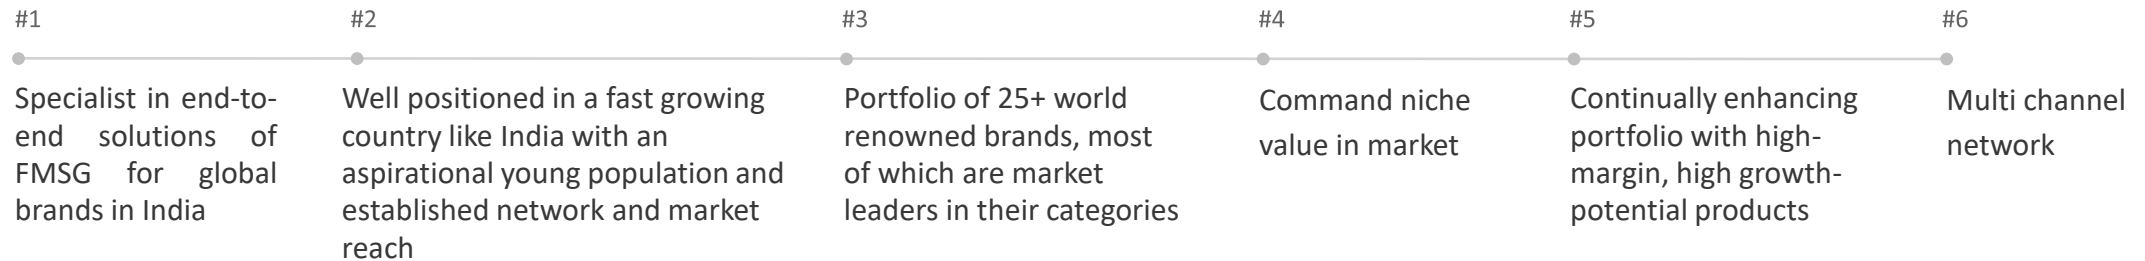 #1
Specialist in end-to-
end solutions of
FMSG for global
brands in India
#2
Well positioned in a fast growing
country like India with an
aspirational young population and
established network and market
reach
#3
Portfolio of 25+ world
renowned brands, most
of which are market
leaders in their categories
#4
Command niche
value in market
#5
Continually enhancing
portfolio with high-
margin, high growth-
potential products
#6
Multi channel
network